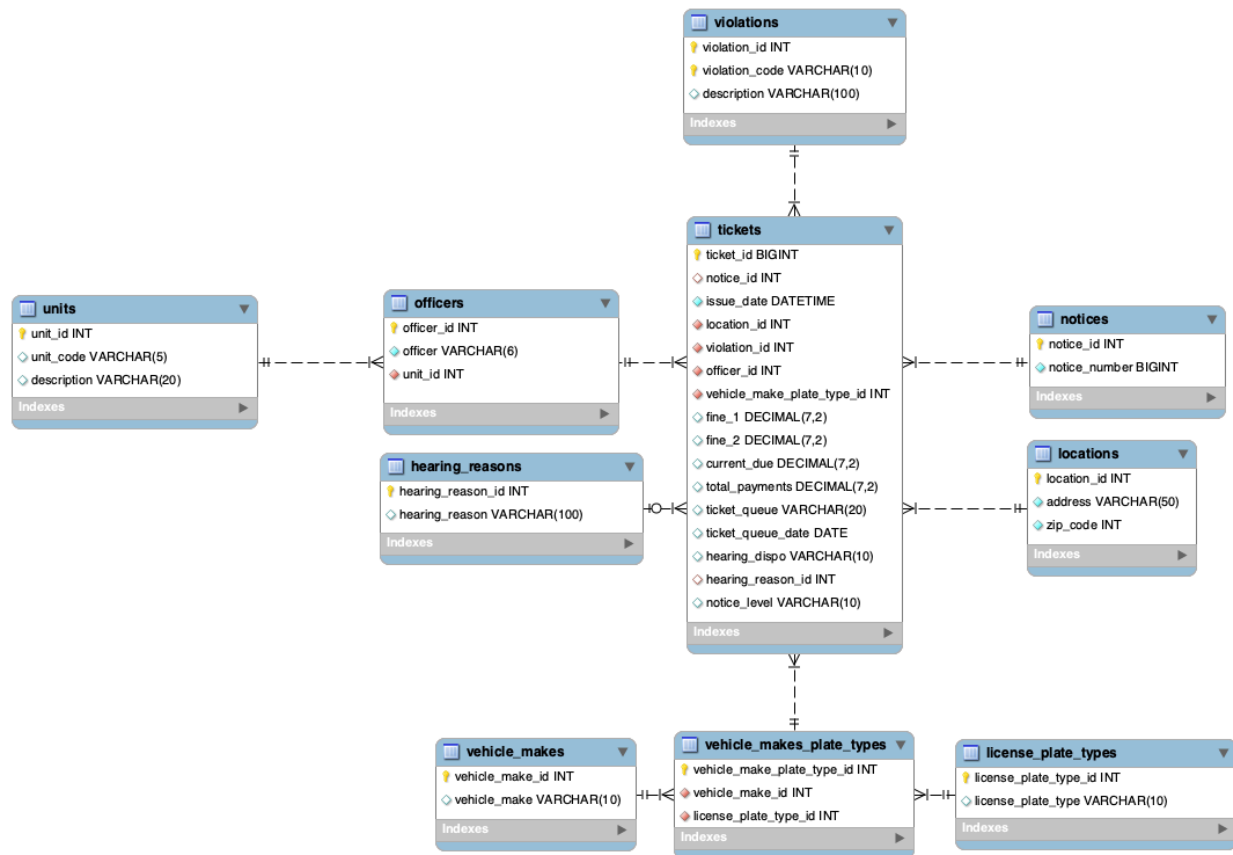 violations
violation_id INT
violation_code VARCHAR(10)
description VARCHAR(100)
Indexes
tickets
ticket_id BIGINT
notice_id INT
issue_date DATETIME
location_id INT
violation_id INT
officer_id INT
vehicle_make_plate_type_id INT
fine_1 DECIMAL(7,2)
fine_2 DECIMAL(7,2)
current_due DECIMAL(7,2)
total_payments DECIMAL(7,2)
ticket_queue VARCHAR(20)
ticket_queue_date DATE
hearing_dispo VARCHAR(10)
hearing_reason_id INT
notice_level VARCHAR(10)
Indexes
units
unit_id INT
unit_code VARCHAR(5)
description VARCHAR(20)
Indexes
officers
officer_id INT
officer VARCHAR(6)
unit_id INT
Indexes
notices
notice_id INT
notice_number BIGINT
Indexes
hearing_reasons
hearing_reason_id INT
hearing_reason VARCHAR(100)
Indexes
locations
location_id INT
address VARCHAR(50)
zip_code INT
Indexes
vehicle_makes
vehicle_make_id INT
vehicle_make VARCHAR(10)
Indexes
vehicle_makes_plate_types
vehicle_make_plate_type_id INT
vehicle_make_id INT
license_plate_type_id INT
Indexes
license_plate_types
license_plate_type_id INT
license_plate_type VARCHAR(10)
Indexes